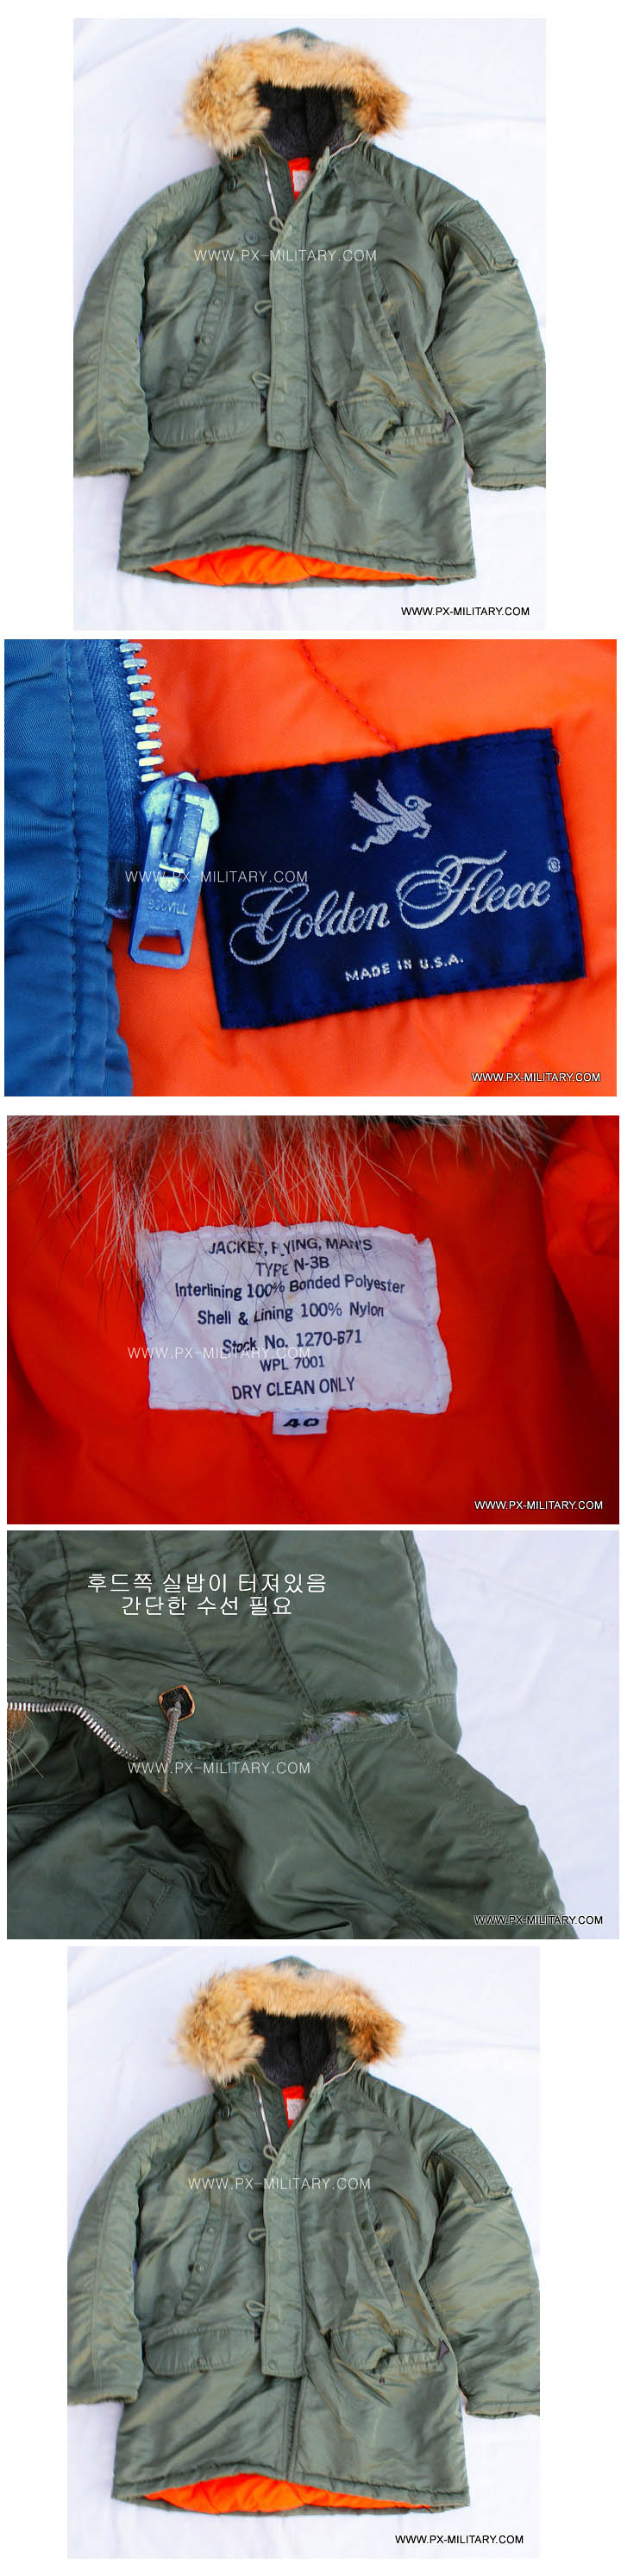 WWW.PX-MILITARY.COM
WWW.PX-MILITARY.COM
WWW.PX-MILITARY.COM
Golden Fleece®
MADE IN U.S.A.
WWW.PX-MILITARY.COM
JACKET, FLYING, MAN'S
TYPE N-3B
Interlining 100% Bonded Polyester
Shell & Lining 100% Nylon
Stock No. 1270-B71
WWW.PX-MILITARY.COM
WPL 7001
DRY CLEAN ONLY
40
WWW.PX-MILITARY.COM
후드쪽 실밥이 터져있음
간단한 수선 필요
WWW.PX-MILITARY.COM
WWW.PX-MILITARY.COM
WWW.PX-MILITARY.COM
WWW.PX-MILITARY.COM